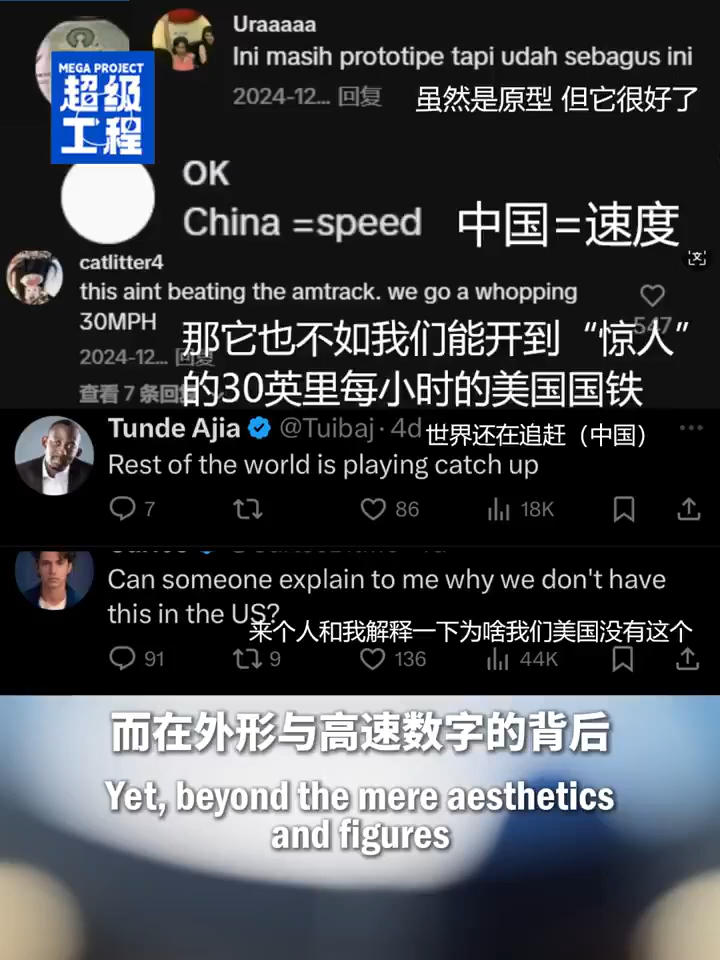 Uraaaaa
MEGA PROJECT
超级
工程
Ini masih prototipe tapi udah sebagus ini
2024-12... 回复
虽然是原型 但它很好了
OK
China =speed
中国=速度
catlitter4
this aint beating the amtrack. we go a whopping
30MPH
547
那它也不如我们能开到“惊人”
2024-12... 回复
的30英里每小时的美国国铁
查看 7 条回
Tunde Ajia @Tuibaj · 4d
世界还在追赶（中国）
Rest of the world is playing catch up
7 86 18K
Can someone explain to me why we don't have
this in the US?
来个人和我解释一下为啥我们美国没有这个
91 9 136 44K
而在外形与高速数字的背后
Yet, beyond the mere aesthetics
and figures